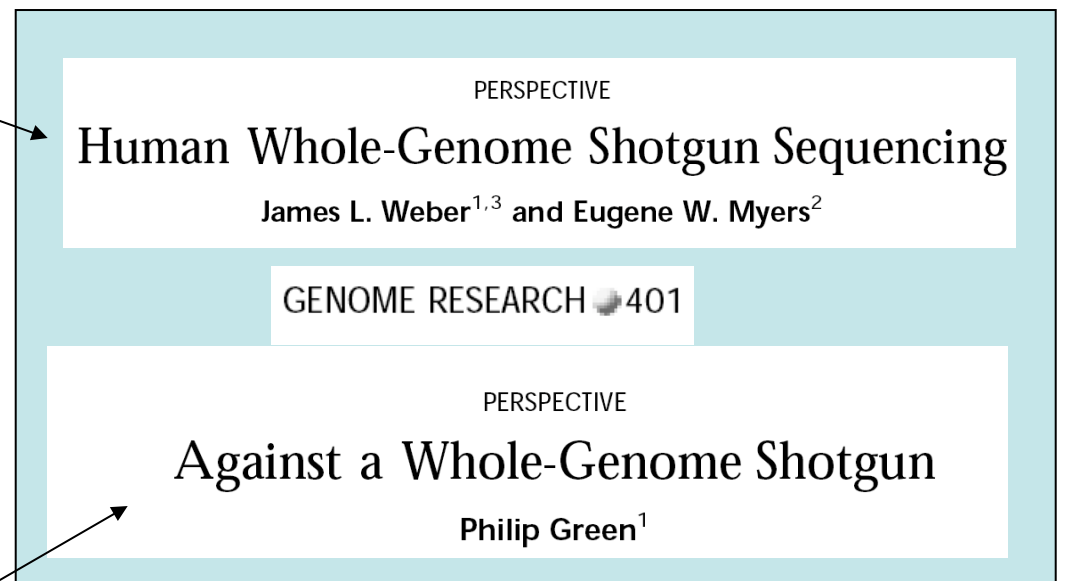 PERSPECTIVE
Human Whole-Genome Shotgun Sequencing
James L. Weber1,3 and Eugene W. Myers2
GENOME RESEARCH 401
PERSPECTIVE
Against a Whole-Genome Shotgun
Philip Green1